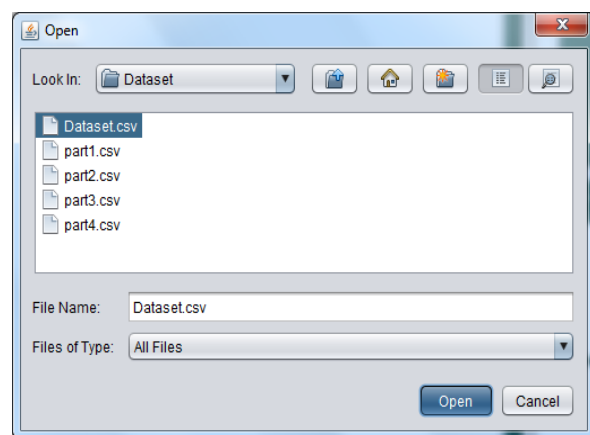 Open
Look In: Dataset
Dataset.csv
part1.csv
part2.csv
part3.csv
part4.csv
File Name: Dataset.csv
Files of Type: All Files
Open Cancel